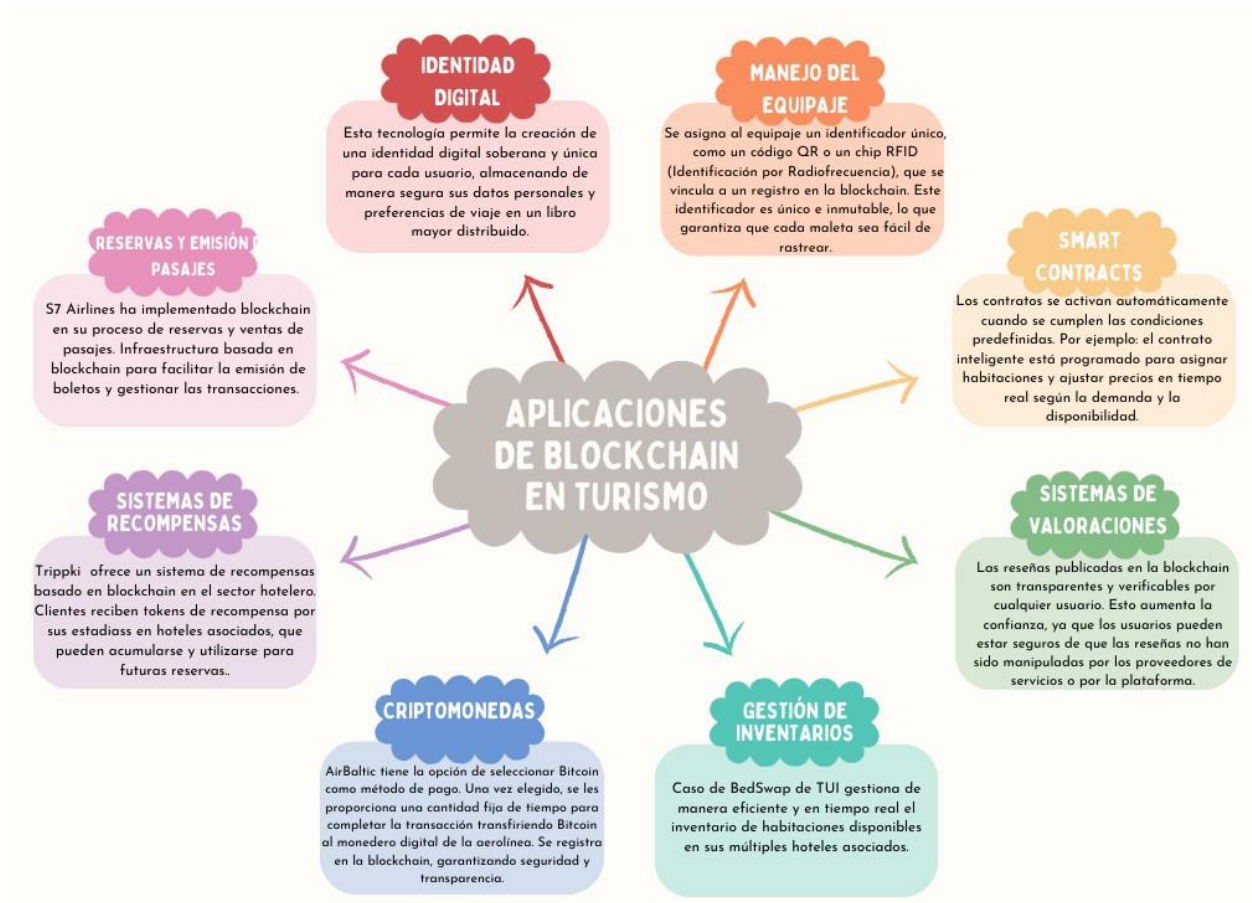 IDENTIDAD
DIGITAL
Esta tecnología permite la creación de
una identidad digital soberana y única
para cada usuario, almacenando de
manera segura sus datos personales y
preferencias de viaje en un libro
mayor distribuido.
MANEJO DEL
EQUIPAJE
Se asigna al equipaje un identificador único,
como un código QR o un chip RFID
(Identificación por Radiofrecuencia), que se
vincula a un registro en la blockchain. Este
identificador es único e inmutable, lo que
garantiza que cada maleta sea fácil de
rastrear.
RESERVAS Y EMISIÓN
PASAJES
S7 Airlines ha implementado blockchain
en su proceso de reservas y ventas de
pasajes. Infraestructura basada en
blockchain para facilitar la emisión de
boletos y gestionar las transacciones.
SMART
CONTRACTS
Los contratos se activan automáticamente
cuando se cumplen las condiciones
predefinidas. Por ejemplo: el contrato
inteligente está programado para asignar
habitaciones y ajustar precios en tiempo
real según la demanda y la
disponibilidad.
APLICACIONES
DE BLOCKCHAIN
EN TURISMO
SISTEMAS DE
RECOMPENSAS
Trippki ofrece un sistema de recompensas
basado en blockchain en el sector hotelero.
Clientes reciben tokens de recompensa por
sus estadiass en hoteles asociados, que
pueden acumularse y utilizarse para
futuras reservas..
SISTEMAS DE
VALORACIONES
Las reseñas publicadas en la blockchain
son transparentes y verificables por
cualquier usuario. Esto aumenta la
confianza, ya que los usuarios pueden
estar seguros de que las reseñas no han
sido manipuladas por los proveedores de
servicios o por la plataforma.
CRIPTOMONEDAS
AirBaltic tiene la opción de seleccionar Bitcoin
como método de pago. Una vez elegido, se les
proporciona una cantidad fija de tiempo para
completar la transacción transfiriendo Bitcoin
al monedero digital de la aerolínea. Se registra
en la blockchain, garantizando seguridad y
transparencia.
GESTIÓN DE
INVENTARIOS
Caso de BedSwap de TUI gestiona de
manera eficiente y en tiempo real el
inventario de habitaciones disponibles
en sus múltiples hoteles asociados.